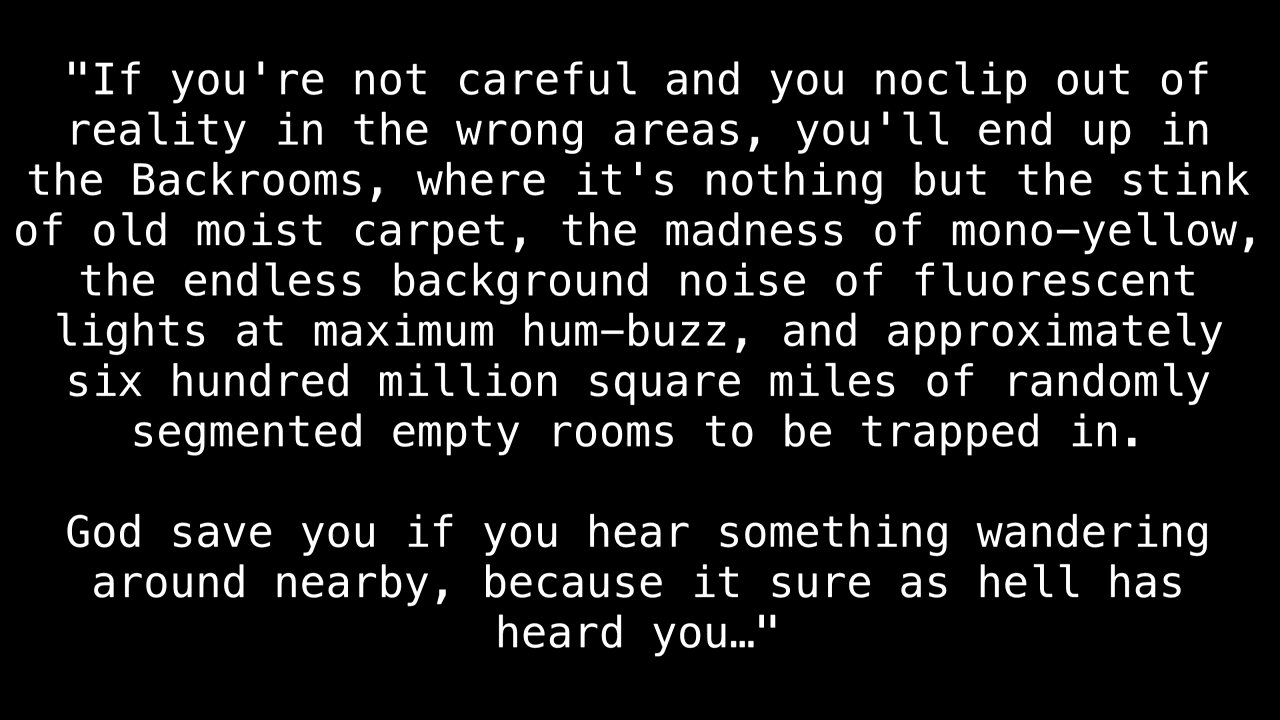 "If you're not careful and you noclip out of
reality in the wrong areas, you'll end up in
the Backrooms, where it's nothing but the stink
of old moist carpet, the madness of mono–yellow,
the endless background noise of fluorescent
lights at maximum hum–buzz, and approximately
six hundred million square miles of randomly
segmented empty rooms to be trapped in.
God save you if you hear something wandering
around nearby, because it sure as hell has
heard you…"